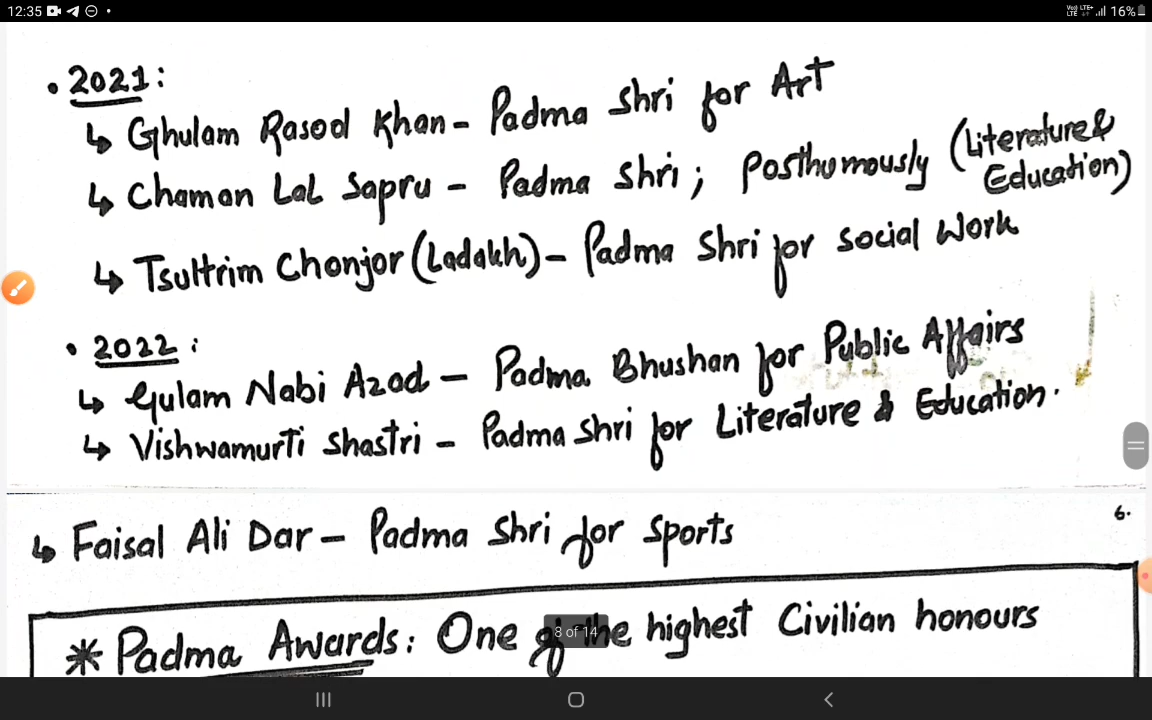 12:35
Vo)) LTE+ LTE 16%
• 2021:
↳ Ghulam Rasool Khan - Padma Shri for Art
↳ Chaman Lal Sapru - Padma Shri; Posthumously (Literature & Education)
↳ Tsultrim Chonjor (Ladakh) - Padma Shri for Social Work
• 2022:
↳ Gulam Nabi Azad - Padma Bhushan for Public Affairs
↳ Vishwamurti Shastri - Padma Shri for Literature & Education.
6.
↳ Faisal Ali Dar - Padma Shri for Sports
* Padma Awards: One of the highest Civilian honours
8 of 14